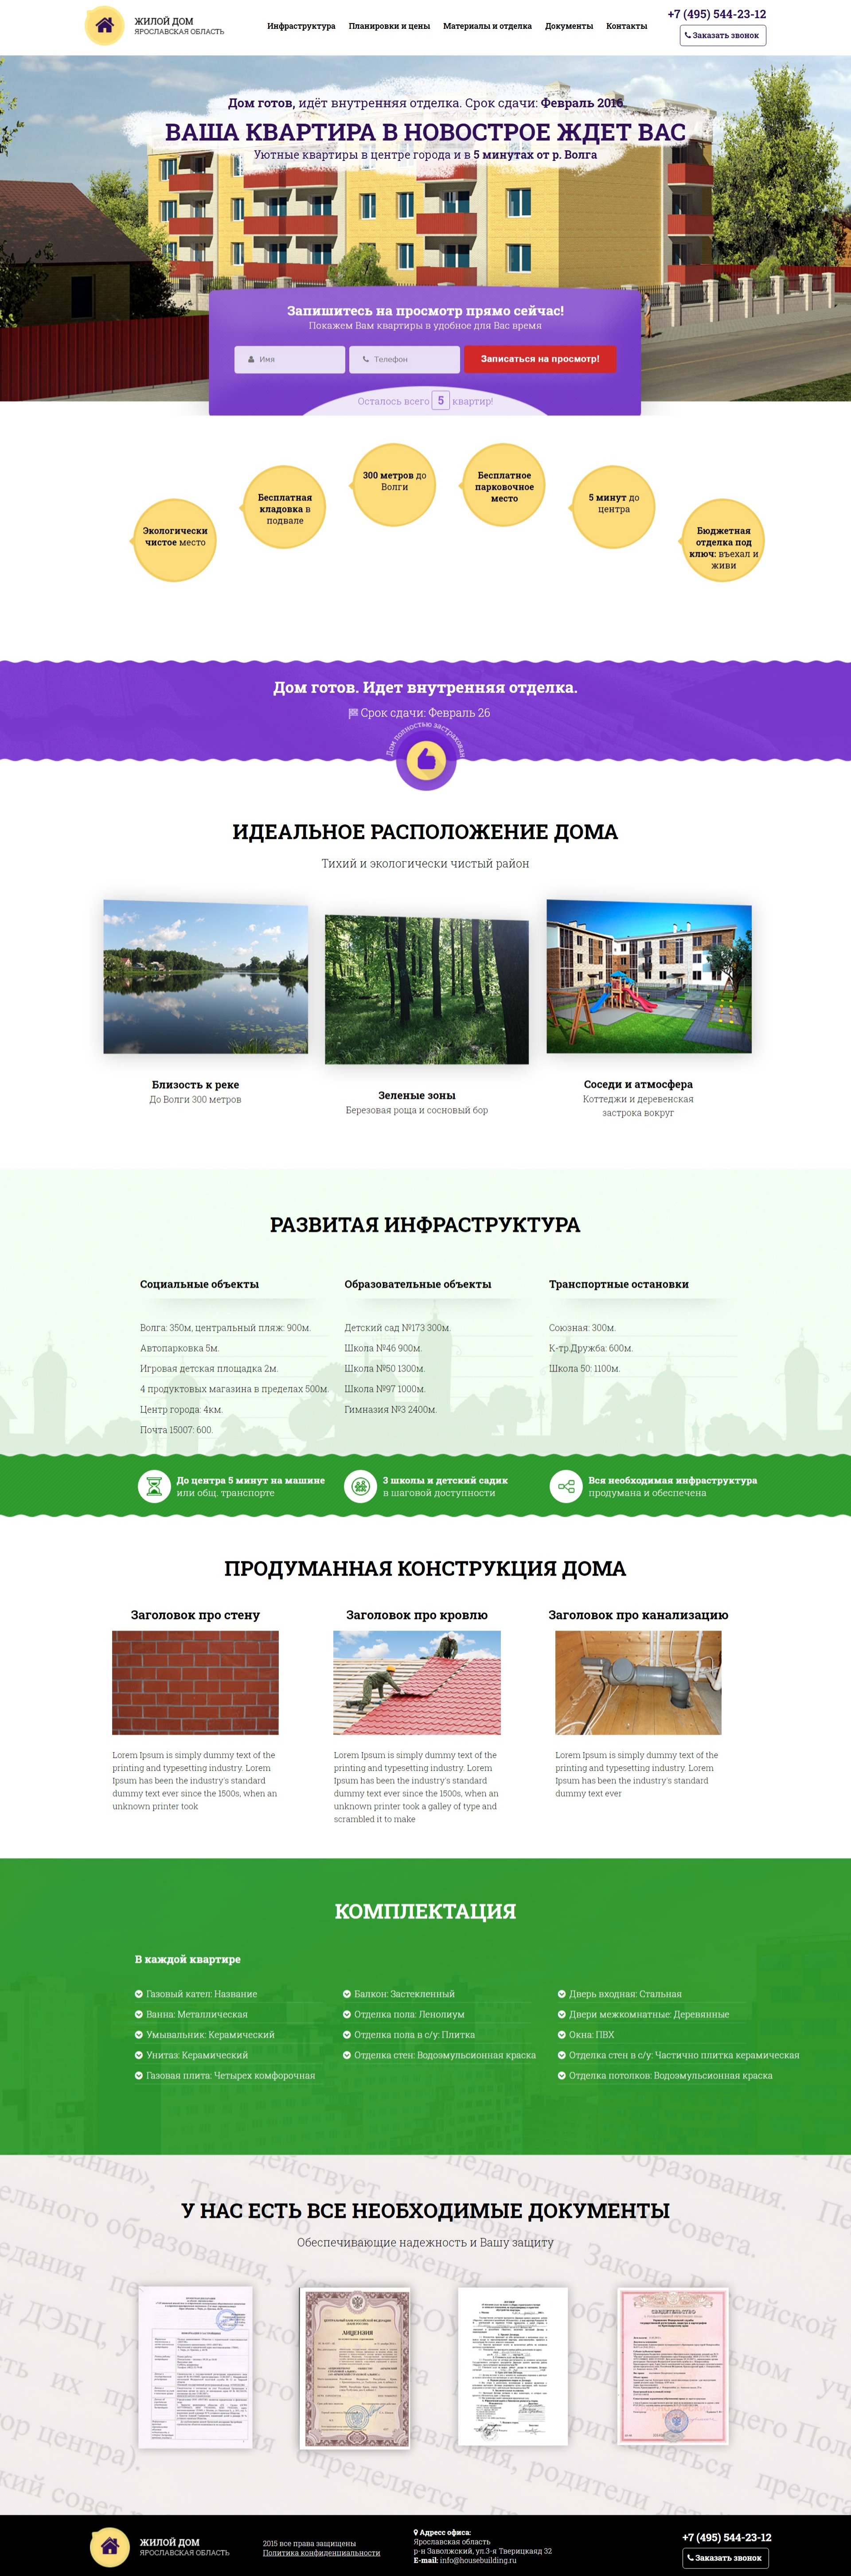 ЖИЛОЙ ДОМ
ЯРОСЛАВСКАЯ ОБЛАСТЬ
Инфраструктура
Планировки и цены
Материалы и отделка
Документы
Контакты
+7 (495) 544-23-12
Заказать звонок
Дом готов, идёт внутренняя отделка. Срок сдачи: Февраль 2016
ВАША КВАРТИРА В НОВОСТРОЕ ЖДЕТ ВАС
Уютные квартиры в центре города и в 5 минутах от р. Волга
Запишитесь на просмотр прямо сейчас!
Покажем Вам квартиры в удобное для Вас время
Имя
Телефон
Записаться на просмотр!
Осталось всего 5 квартир!
Экологически
чистое место
Бесплатная
кладовка в
подвале
300 метров до
Волги
Бесплатное
парковочное
место
5 минут до
центра
Бюджетная
отделка под
ключ: въехал и
живи
Дом готов. Идет внутренняя отделка.
Срок сдачи: Февраль 26
Дом полностью застрахован
ИДЕАЛЬНОЕ РАСПОЛОЖЕНИЕ ДОМА
Тихий и экологически чистый район
Близость к реке
До Волги 300 метров
Зеленые зоны
Березовая роща и сосновый бор
Соседи и атмосфера
Коттеджи и деревенская
застрока вокруг
РАЗВИТАЯ ИНФРАСТРУКТУРА
Социальные объекты
Волга: 350м, центральный пляж: 900м.
Автопарковка 5м.
Игровая детская площадка 2м.
4 продуктовых магазина в пределах 500м.
Центр города: 4км.
Почта 15007: 600.
Образовательные объекты
Детский сад №173 300м.
Школа №46 900м.
Школа №50 1300м.
Школа №97 1000м.
Гимназия №3 2400м.
Транспортные остановки
Союзная: 300м.
К-тр.Дружба: 600м.
Школа 50: 1100м.
До центра 5 минут на машине
или общ. транспорте
3 школы и детский садик
в шаговой доступности
Вся необходимая инфраструктура
продумана и обеспечена
ПРОДУМАННАЯ КОНСТРУКЦИЯ ДОМА
Заголовок про стену
Lorem Ipsum is simply dummy text of the
printing and typesetting industry. Lorem
Ipsum has been the industry's standard
dummy text ever since the 1500s, when an
unknown printer took
Заголовок про кровлю
Lorem Ipsum is simply dummy text of the
printing and typesetting industry. Lorem
Ipsum has been the industry's standard
dummy text ever since the 1500s, when an
unknown printer took a galley of type and
scrambled it to make
Заголовок про канализацию
Lorem Ipsum is simply dummy text of the
printing and typesetting industry. Lorem
Ipsum has been the industry's standard
dummy text ever
КОМПЛЕКТАЦИЯ
В каждой квартире
Газовый кател: Название
Ванна: Металлическая
Умывальник: Керамический
Унитаз: Керамический
Газовая плита: Четырех комфорочная
Балкон: Застекленный
Отделка пола: Ленолиум
Отделка пола в с/у: Плитка
Отделка стен: Водоэмульсионная краска
Дверь входная: Стальная
Двери межкомнатные: Деревянные
Окна: ПВХ
Отделка стен в с/у: Частично плитка керамическая
Отделка потолков: Водоэмульсионная краска
У НАС ЕСТЬ ВСЕ НЕОБХОДИМЫЕ ДОКУМЕНТЫ
Обеспечивающие надежность и Вашу защиту
ЛИЦЕНЗИЯ
СВИДЕТЕЛЬСТВО
ЖИЛОЙ ДОМ
ЯРОСЛАВСКАЯ ОБЛАСТЬ
2015 все права защищены
Политика конфиденциальности
Адресс офиса:
Ярославская область
р-н Заволжский, ул.3-я Тверицкаяд 32
E-mail: info@housebuilding.ru
+7 (495) 544-23-12
Заказать звонок